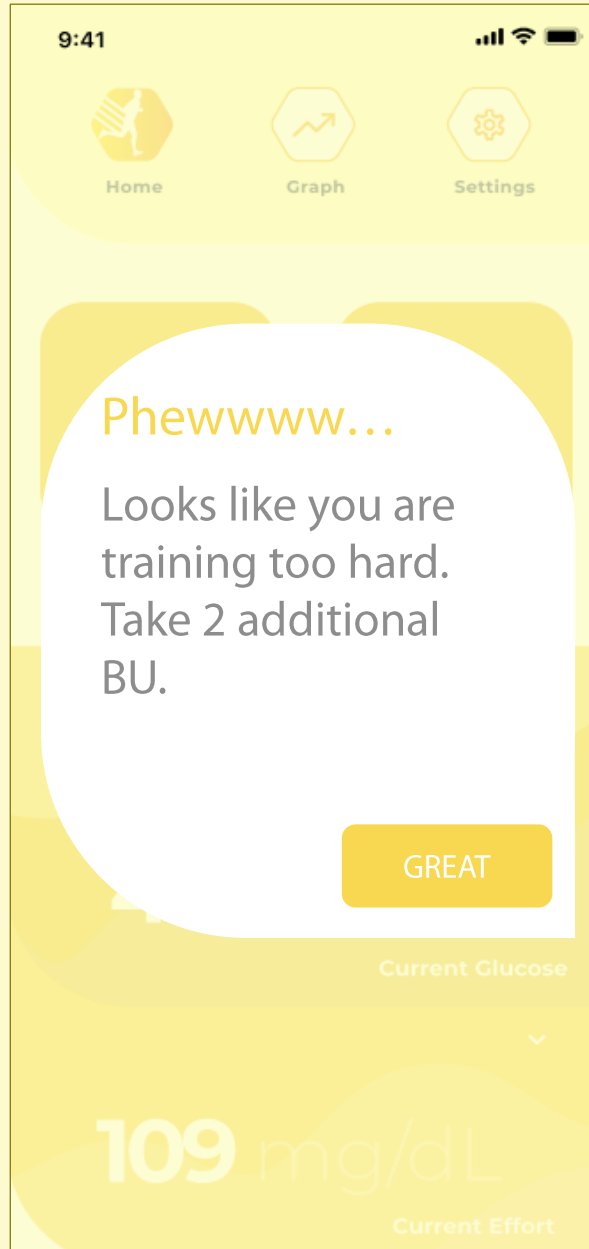 9:41
Home Graph Settings
Phewwww...
Looks like you are
training too hard.
Take 2 additional
BU.
GREAT
Current Glucose
109 mg/dL
Current Effort